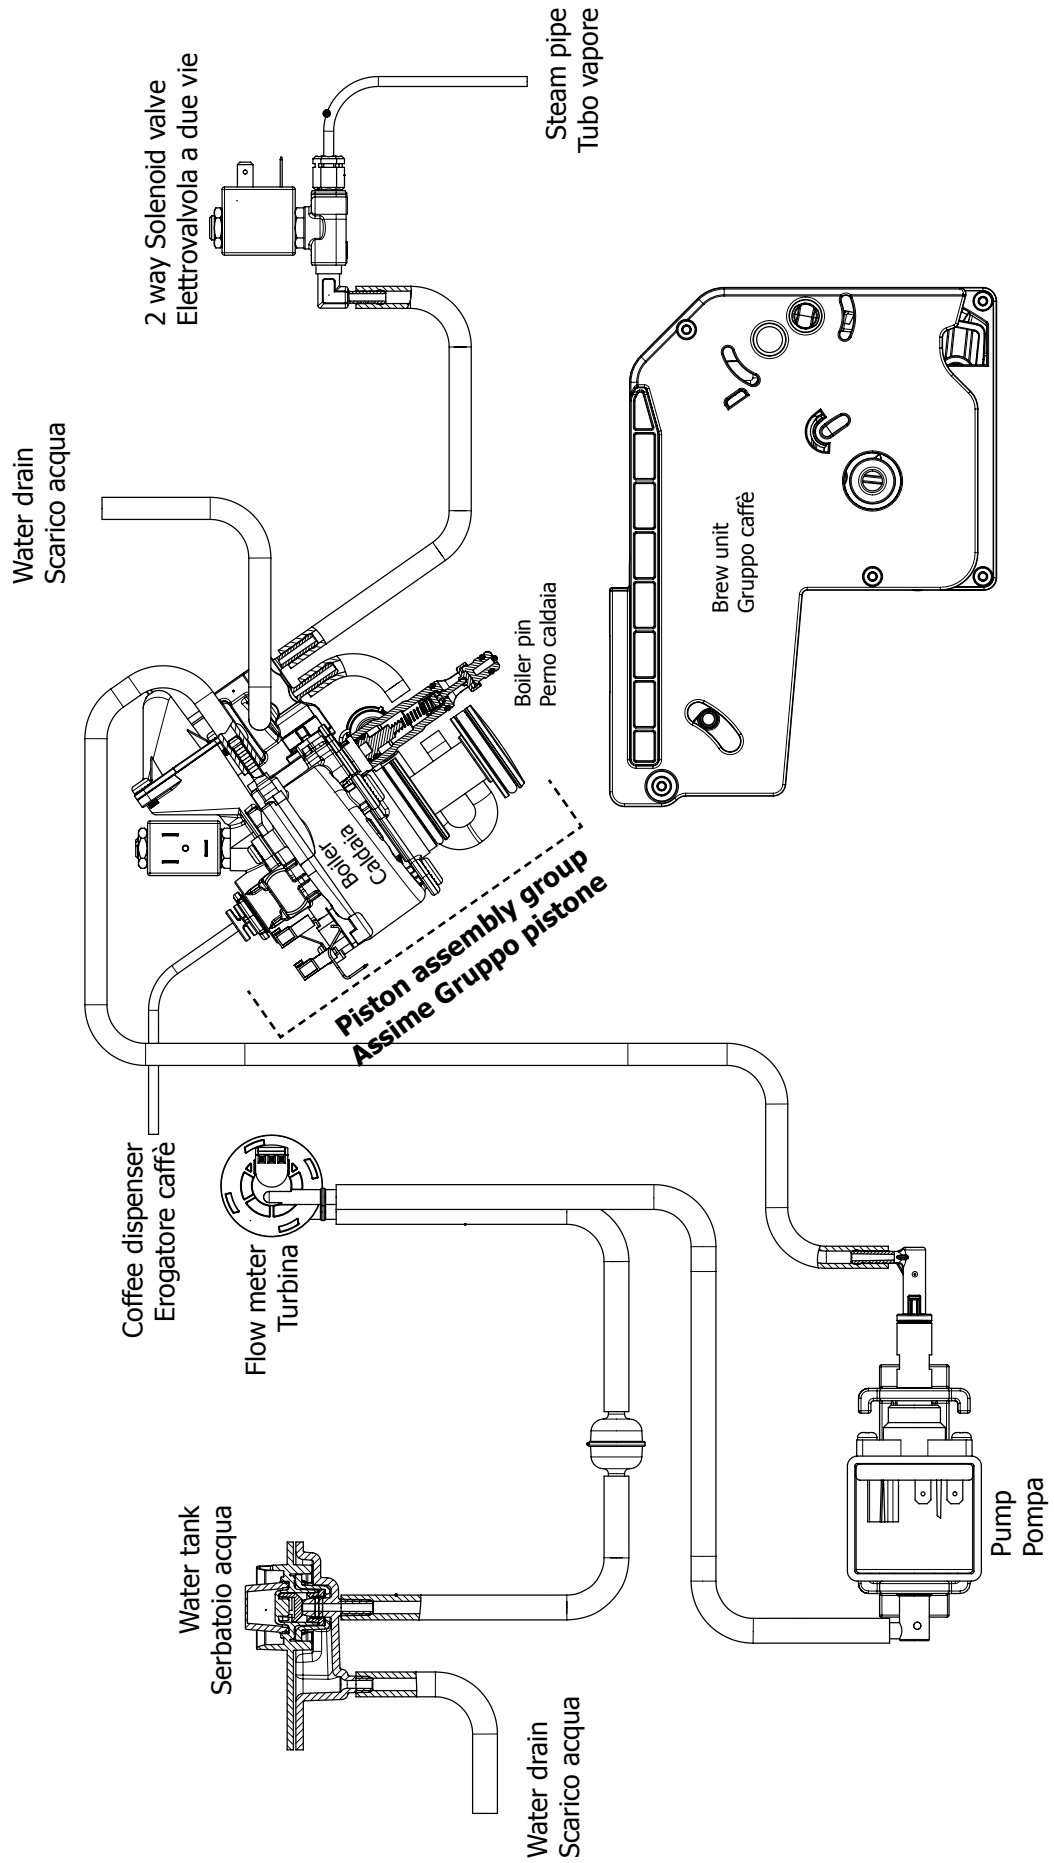 Water drain
Scarico acqua
Coffee dispenser
Erogatore caffè
2 way Solenoid valve
Elettrovalvola a due vie
Water tank
Serbatoio acqua
Flow meter
Turbina
Boiler
Caldaia
Piston assembly group
Assime Gruppo pistone
Boiler pin
Perno caldaia
Water drain
Scarico acqua
Steam pipe
Tubo vapore
Brew unit
Gruppo caffè
Pump
Pompa